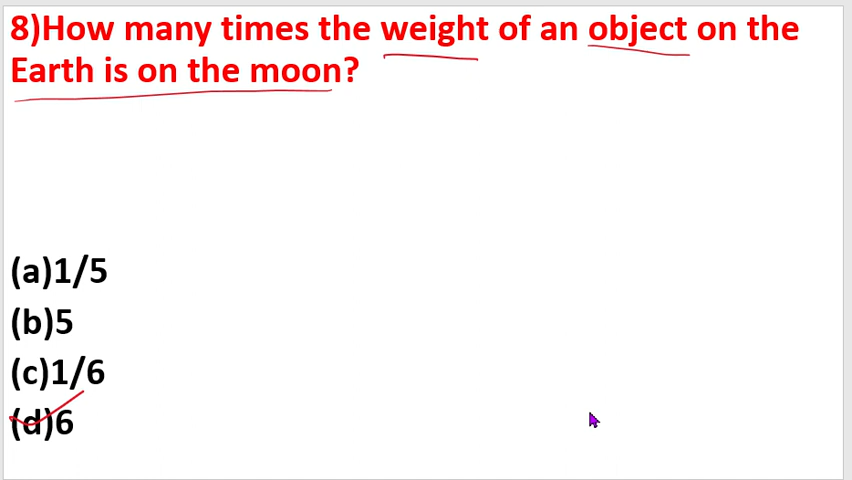 8)How many times the weight of an object on the
Earth is on the moon?
(a)1/5
(b)5
(c)1/6
(d)6